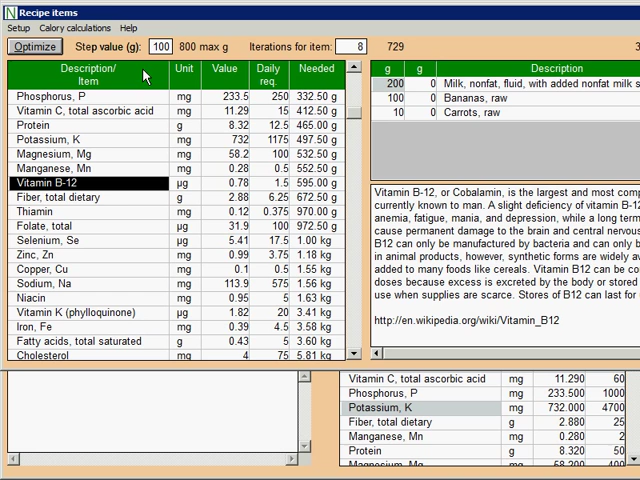 Recipe items
Setup Calory calculations Help
Optimize Step value (g): 100 800 max g Iterations for item: 8 729 3
Description/ Item Unit Value Daily req. Needed
Phosphorus, P mg 233.5 250 332.50 g
Vitamin C, total ascorbic acid mg 11.29 15 412.50 g
Protein g 8.32 12.5 465.00 g
Potassium, K mg 732 1175 497.50 g
Magnesium, Mg mg 58.2 100 532.50 g
Manganese, Mn mg 0.28 0.5 552.50 g
Vitamin B-12 µg 0.78 1.5 595.00 g
Fiber, total dietary g 2.88 6.25 672.50 g
Thiamin mg 0.12 0.375 970.00 g
Folate, total µg 31.9 100 972.50 g
Selenium, Se µg 5.41 17.5 1.00 kg
Zinc, Zn mg 0.99 3.75 1.18 kg
Copper, Cu mg 0.1 0.5 1.55 kg
Sodium, Na mg 113.9 575 1.56 kg
Niacin mg 0.95 5 1.63 kg
Vitamin K (phylloquinone) µg 1.82 20 3.41 kg
Iron, Fe mg 0.39 4.5 3.58 kg
Fatty acids, total saturated g 0.43 5 3.60 kg
Cholesterol mg 4 75 5.81 kg
g g Description
200 0 Milk, nonfat, fluid, with added nonfat milk s
100 0 Bananas, raw
10 0 Carrots, raw
Vitamin B-12, or Cobalamin, is the largest and most comp
currently known to man. A slight deficiency of vitamin B-12
anemia, fatigue, mania, and depression, while a long term
cause permanent damage to the brain and central nervous
B12 can only be manufactured by bacteria and can only b
in animal products, however, synthetic forms are widely av
added to many foods like cereals. Vitamin B12 can be co
doses because excess is excreted by the body or stored
use when supplies are scarce. Stores of B12 can last for
http://en.wikipedia.org/wiki/Vitamin_B12
Vitamin C, total ascorbic acid mg 11.290 60
Phosphorus, P mg 233.500 1000
Potassium, K mg 732.000 4700
Fiber, total dietary g 2.880 25
Manganese, Mn mg 0.280 2
Protein g 8.320 50
Magnesium, Mg mg 58.200 400